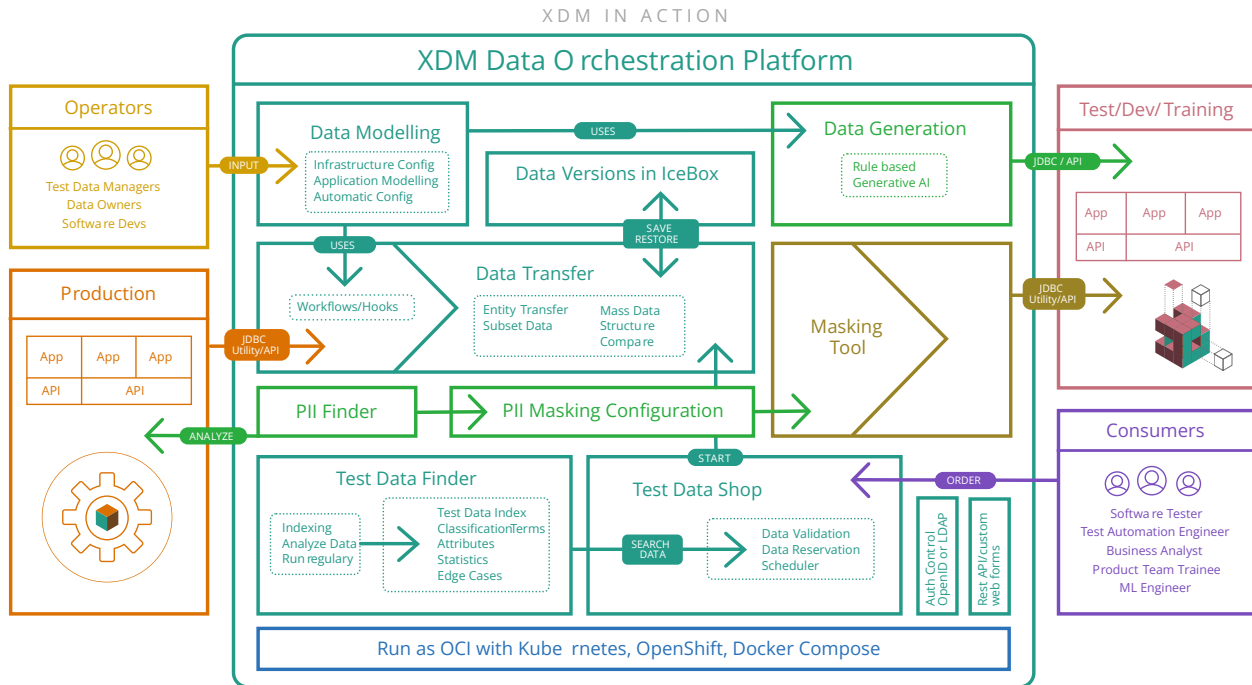 XDM IN ACTION
XDM Data O rchestration Platform
Operators
Test Data Managers
Data Owners
Software Devs
INPUT
Data Modelling
Infrastructure Config
Application Modelling
Automatic Config
USES
Data Versions in IceBox
SAVE
RESTORE
Data Generation
Rule based
Generative AI
JDBC / API
Test/Dev/Training
App
App
App
API
API
Production
App
App
App
API
API
JDBC
Utility/API
USES
Workflows/Hooks
Data Transfer
Entity Transfer
Subset Data
Mass Data
Structure
Compare
Masking
Tool
JDBC
Utility/API
PII Finder
PII Masking Configuration
ANALYZE
START
Test Data Finder
Indexing
Analyze Data
Run regulary
Test Data Index
ClassificationTerms
Attributes
Statistics
Edge Cases
SEARCH
DATA
Test Data Shop
Data Validation
Data Reservation
Scheduler
ORDER
Auth Control
OpenID or LDAP
Rest API/custom
web forms
Consumers
Software Tester
Test Automation Engineer
Business Analyst
Product Team Trainee
ML Engineer
Run as OCI with Kube rnetes, OpenShift, Docker Compose